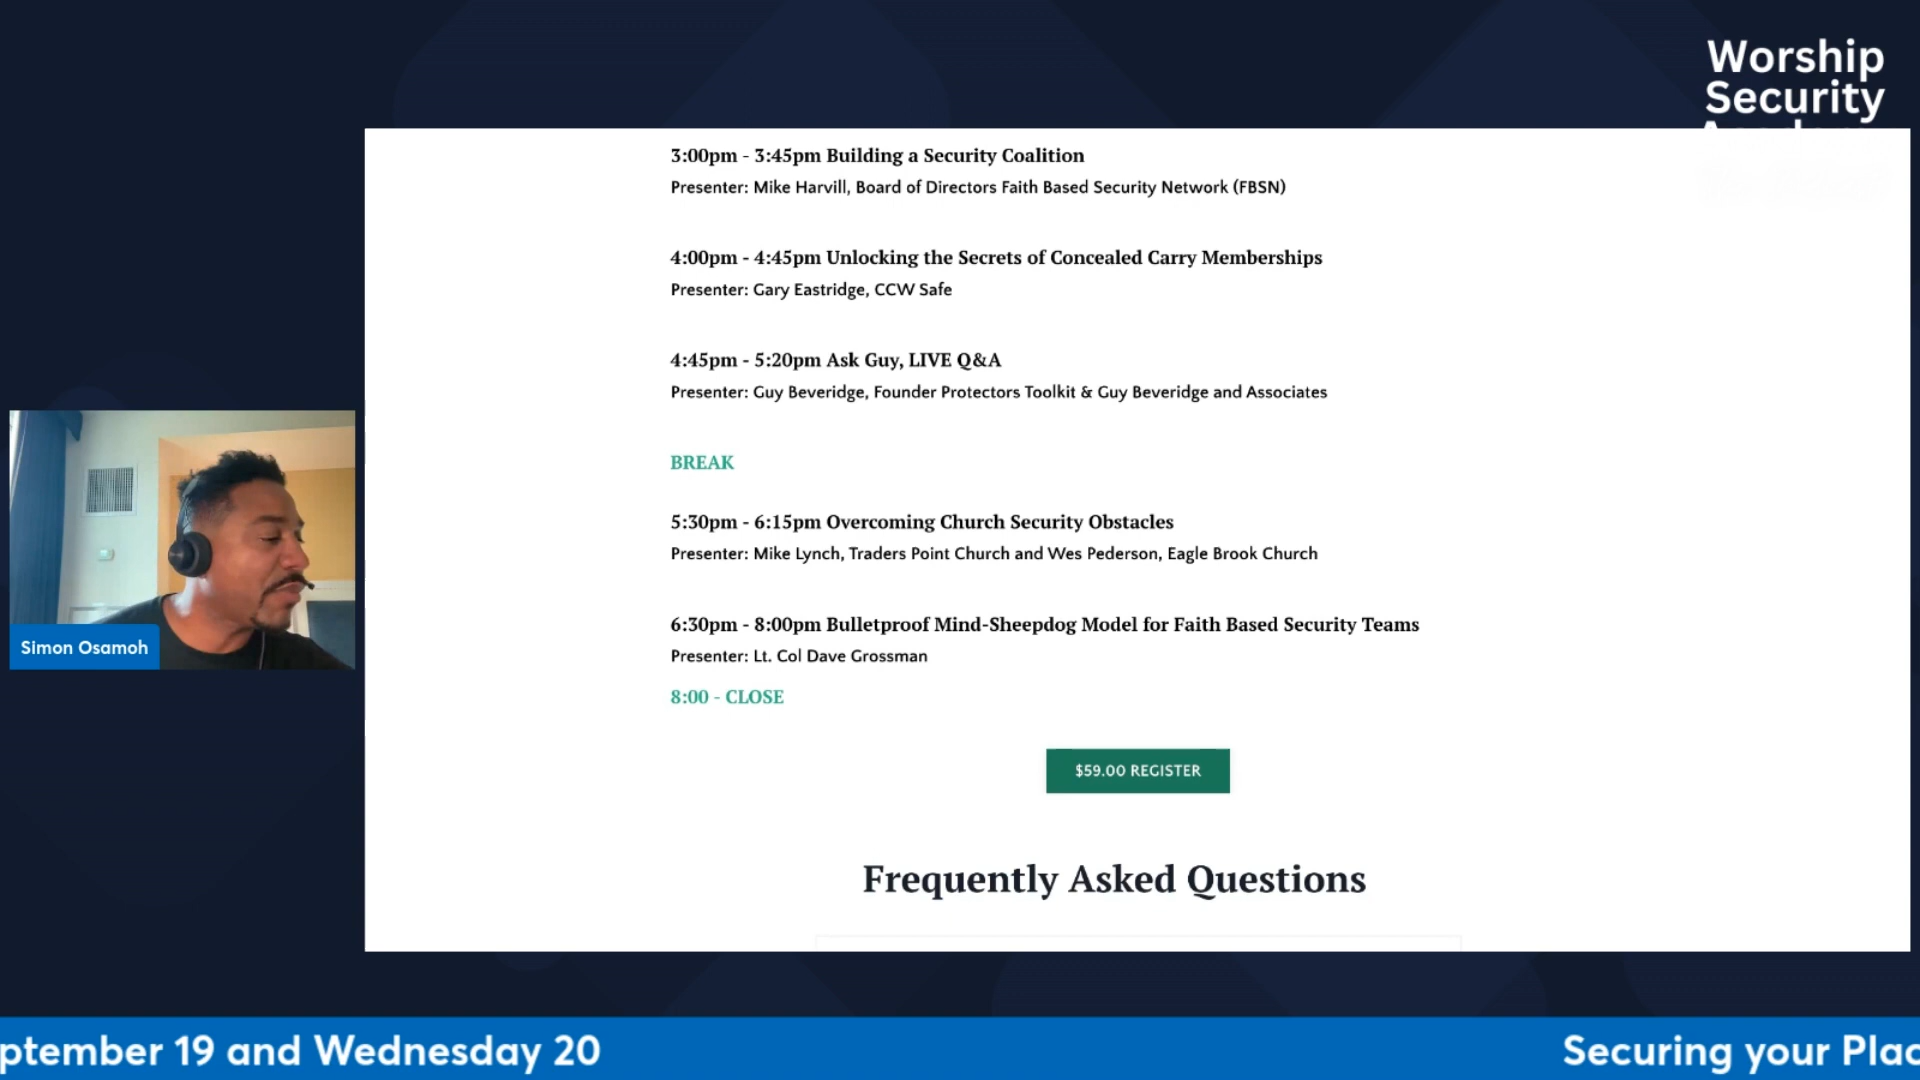 Worship
Security
3:00pm - 3:45pm Building a Security Coalition
Presenter: Mike Harvill, Board of Directors Faith Based Security Network (FBSN)
4:00pm - 4:45pm Unlocking the Secrets of Concealed Carry Memberships
Presenter: Gary Eastridge, CCW Safe
4:45pm - 5:20pm Ask Guy, LIVE Q&A
Presenter: Guy Beveridge, Founder Protectors Toolkit & Guy Beveridge and Associates
BREAK
5:30pm - 6:15pm Overcoming Church Security Obstacles
Presenter: Mike Lynch, Traders Point Church and Wes Pederson, Eagle Brook Church
6:30pm - 8:00pm Bulletproof Mind-Sheepdog Model for Faith Based Security Teams
Presenter: Lt. Col Dave Grossman
8:00 - CLOSE
$59.00 REGISTER
Frequently Asked Questions
Simon Osamoh
ptember 19 and Wednesday 20
Securing your Plac